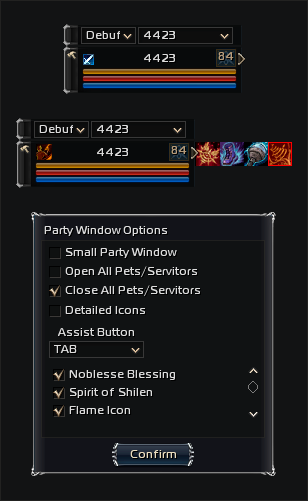 Debuf 4423
4423 84
Debuf 4423
4423 84
Party Window Options
Small Party Window
Open All Pets/Servitors
Close All Pets/Servitors
Detailed Icons
Assist Button
TAB
Noblesse Blessing
Spirit of Shilen
Flame Icon
Confirm